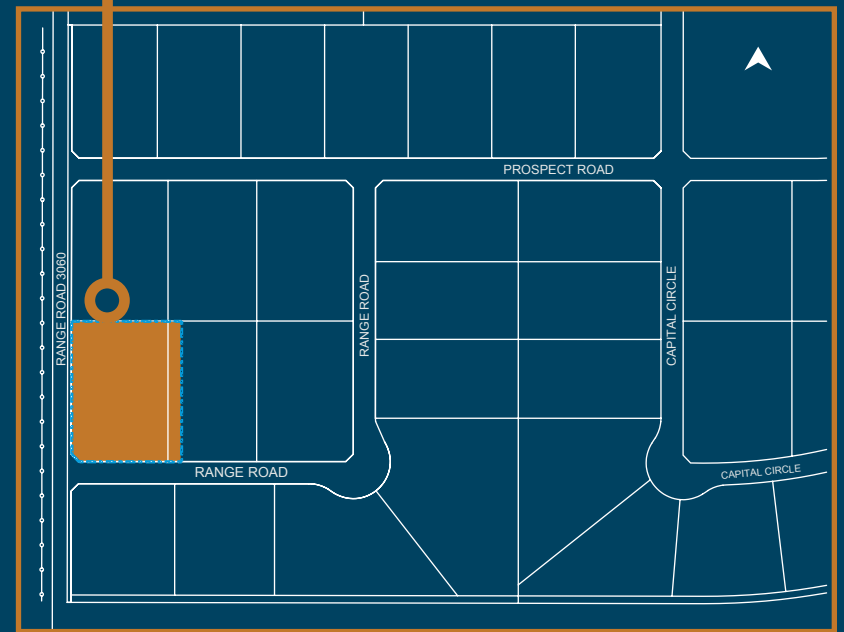 PROSPECT ROAD
RANGE ROAD 3060
RANGE ROAD
CAPITAL CIRCLE
RANGE ROAD
CAPITAL CIRCLE